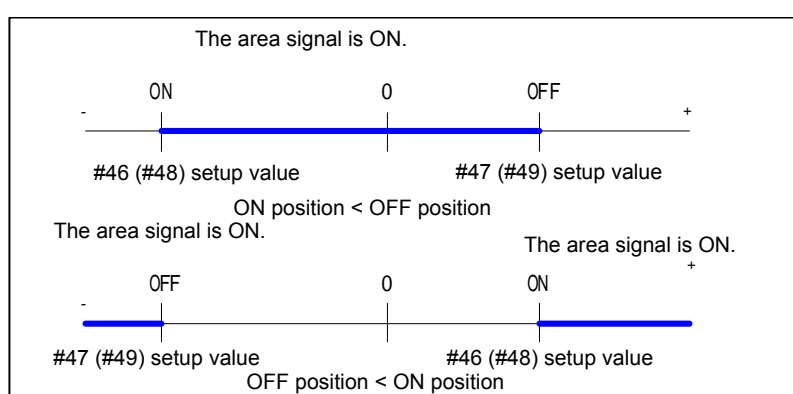 The area signal is ON.
ON 0 OFF
- +
#46 (#48) setup value #47 (#49) setup value
ON position < OFF position
The area signal is ON.
The area signal is ON.
+
OFF 0 ON
-
#47 (#49) setup value #46 (#48) setup value
OFF position < ON position